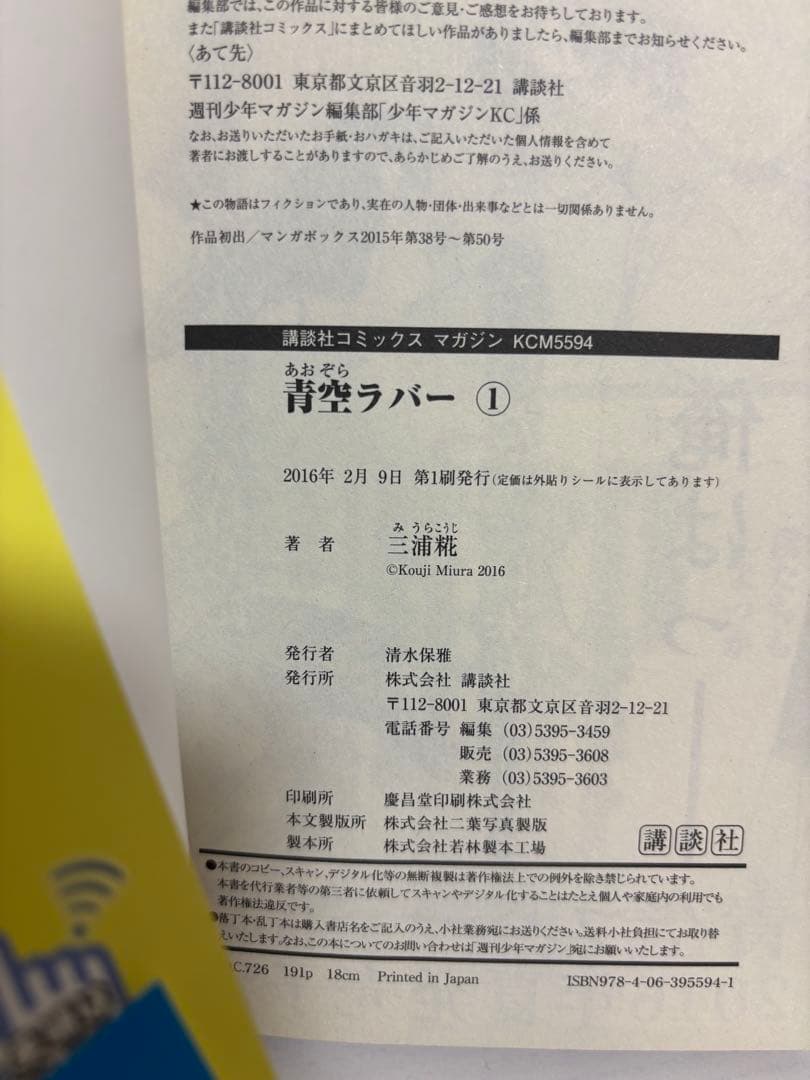 編集部では、この作品に対する皆様のご意見・ご感想をお待ちしております。
また「講談社コミックス」にまとめてほしい作品がありましたら、編集部までお知らせください。
〈あて先〉
〒112-8001 東京都文京区音羽2-12-21 講談社
週刊少年マガジン編集部「少年マガジンKC」係
なお、お送りいただいたお手紙・おハガキは、ご記入いただいた個人情報を含めて
著者にお渡しすることがありますので、あらかじめご了解のうえ、お送りください。
★この物語はフィクションであり、実在の人物・団体・出来事などとは一切関係ありません。
作品初出／マンガボックス2015年第38号～第50号
講談社コミックス マガジン KCM5594
あおぞら
青空ラバー ①
2016年 2月 9日 第1刷発行(定価は外貼りシールに表示してあります)
みうらこうじ
著者 三浦糀
©Kouji Miura 2016
発行者 清水保雅
発行所 株式会社 講談社
〒112-8001 東京都文京区音羽2-12-21
電話番号 編集 (03)5395-3459
販売 (03)5395-3608
業務 (03)5395-3603
印刷所 慶昌堂印刷株式会社
本文製版所 株式会社二葉写真製版
製本所 株式会社若林製本工場
講談社
●本書のコピー、スキャン、デジタル化等の無断複製は著作権法上での例外を除き禁じられています。
本書を代行業者等の第三者に依頼してスキャンやデジタル化することはたとえ個人や家庭内の利用でも
著作権法違反です。
●落丁本・乱丁本は購入書店名をご記入のうえ、小社業務宛にお送りください。送料小社負担にてお取り替
えいたします。なお、この本についてのお問い合わせは「週刊少年マガジン」宛にお願いいたします。
C.726 191p 18cm Printed in Japan ISBN978-4-06-395594-1